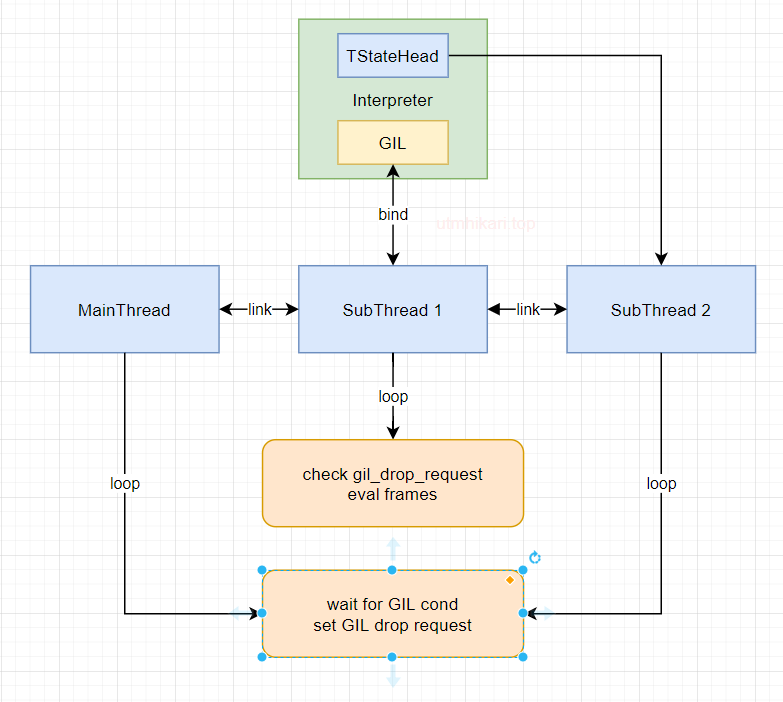 TStateHead
Interpreter
GIL
bind
utmhikari.top
MainThread
link
SubThread 1
link
SubThread 2
loop
check gil_drop_request
eval frames
loop
loop
wait for GIL cond
set GIL drop request